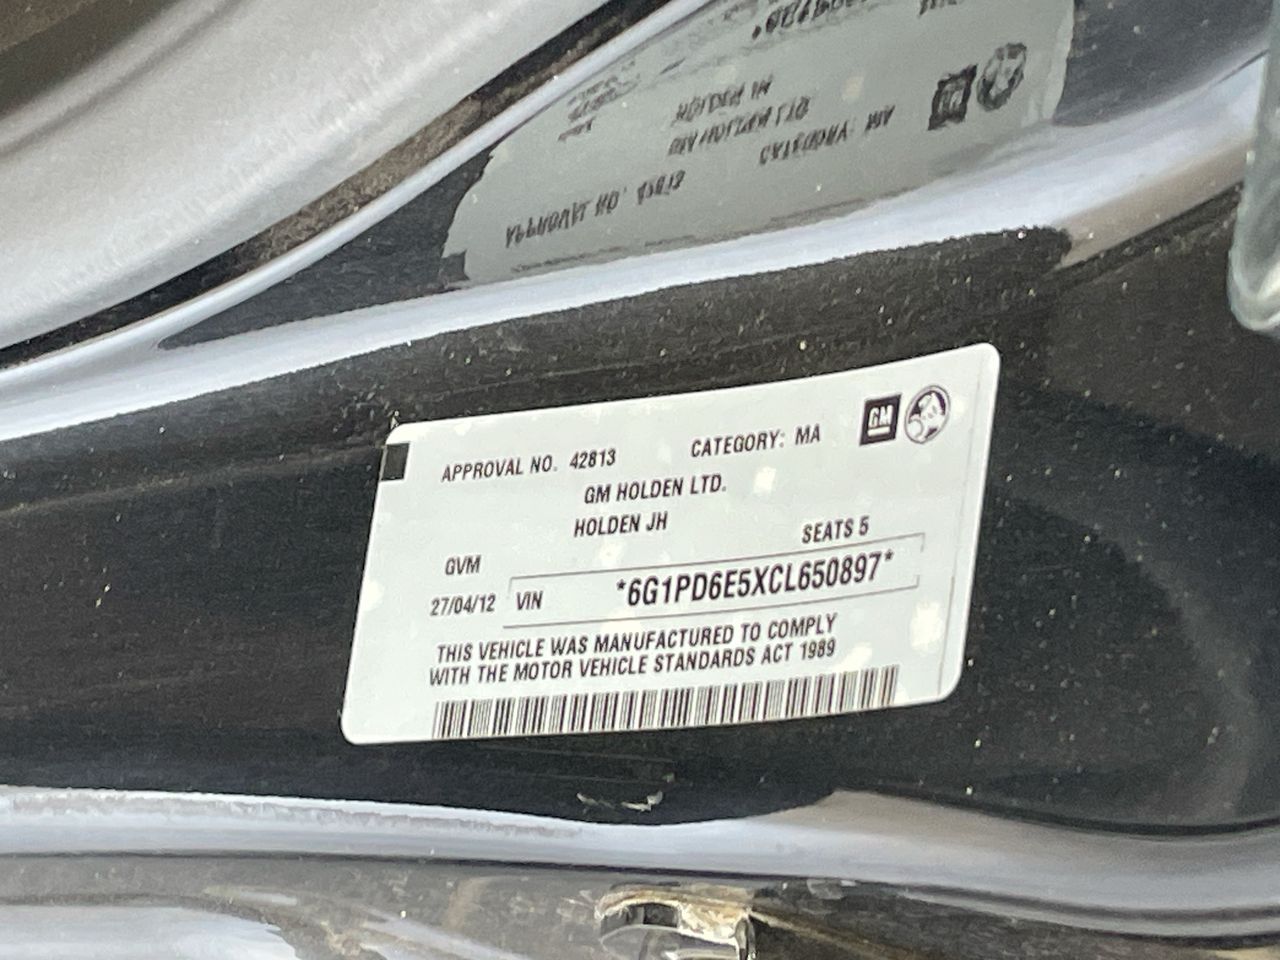 APPROVAL NO. 42813 CATEGORY: MA GM
GM HOLDEN LTD.
HOLDEN JH
GVM SEATS 5
27/04/12 VIN *6G1PD6E5XCL650897*
THIS VEHICLE WAS MANUFACTURED TO COMPLY
WITH THE MOTOR VEHICLE STANDARDS ACT 1989